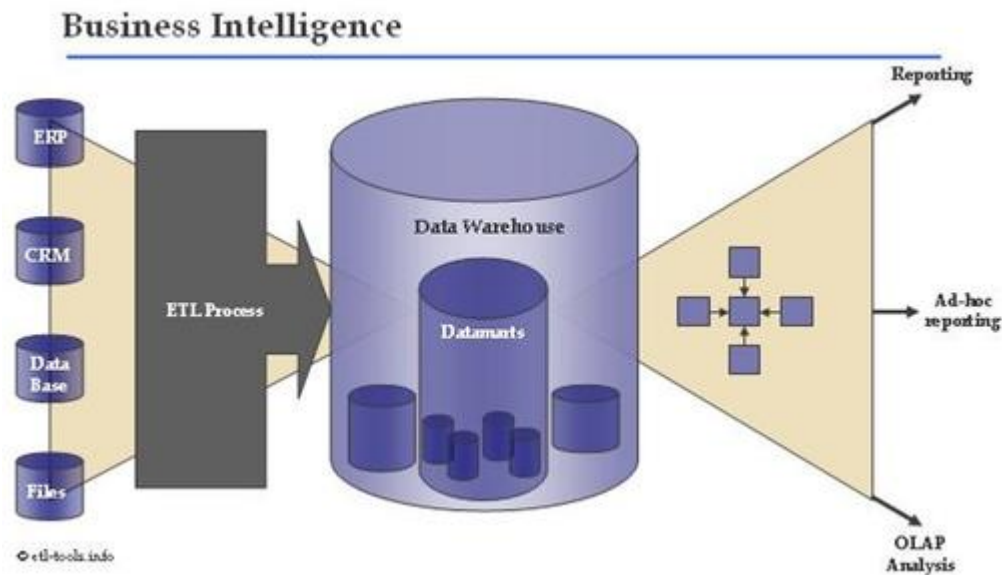 Business Intelligence
Reporting
ERP
CRM
Data Warehouse
ETL Process
Ad-hoc
reporting
Datamarts
Data
Base
Files
© etl-tools.info
OLAP
Analysis